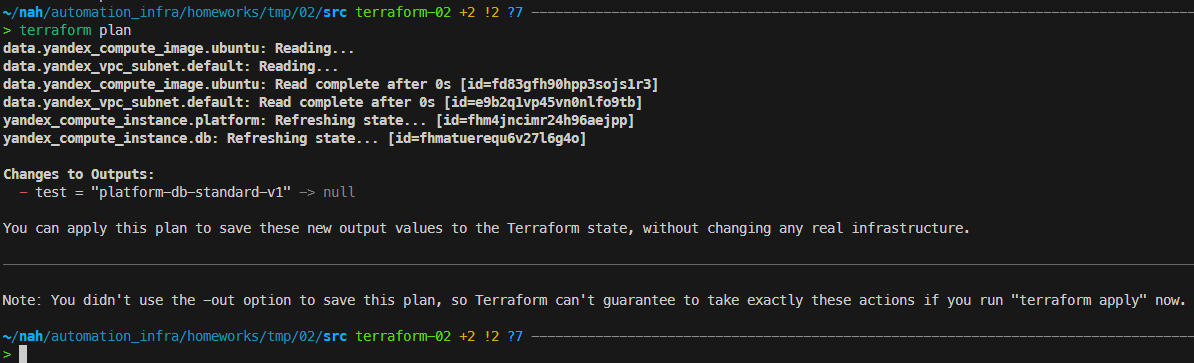 ~/nah/automation_infra/homeworks/tmp/02/src terraform-02 +2 !2 ?7
> terraform plan
data.yandex_compute_image.ubuntu: Reading...
data.yandex_vpc_subnet.default: Reading...
data.yandex_compute_image.ubuntu: Read complete after 0s [id=fd83gfh90hpp3sojs1r3]
data.yandex_vpc_subnet.default: Read complete after 0s [id=e9b2q1vp45vn0nlfo9tb]
yandex_compute_instance.platform: Refreshing state... [id=fhm4jncimr24h96aejpp]
yandex_compute_instance.db: Refreshing state... [id=fhmatuerequ6v27l6g4o]
Changes to Outputs:
- test = "platform-db-standard-v1" -> null
You can apply this plan to save these new output values to the Terraform state, without changing any real infrastructure.
Note: You didn't use the -out option to save this plan, so Terraform can't guarantee to take exactly these actions if you run "terraform apply" now.
~/nah/automation_infra/homeworks/tmp/02/src terraform-02 +2 !2 ?7
>